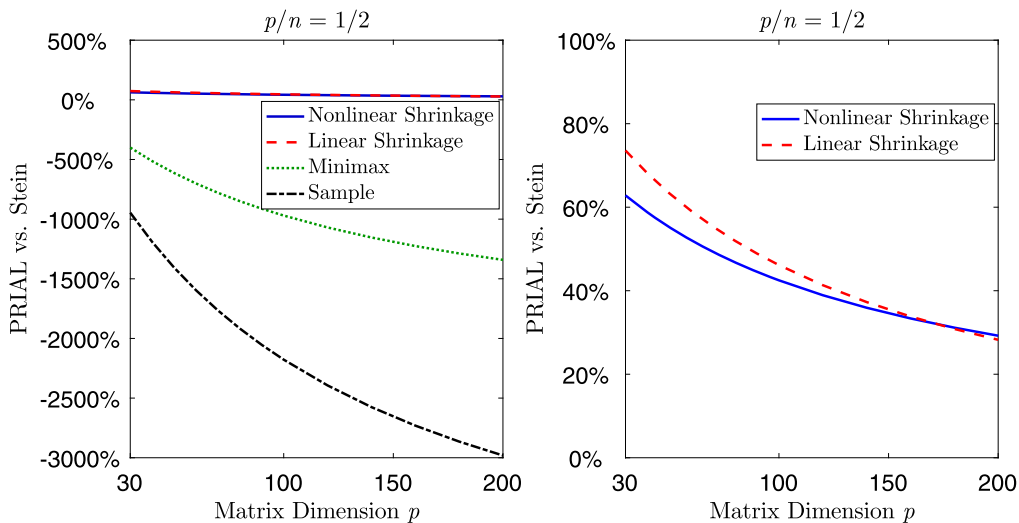 p/n = 1/2
500%
0%
-500%
-1000%
-1500%
-2000%
-2500%
-3000%
PRIAL vs. Stein
Nonlinear Shrinkage
Linear Shrinkage
Minimax
Sample
30
100
150
200
Matrix Dimension p
p/n = 1/2
100%
80%
60%
40%
20%
0%
PRIAL vs. Stein
Nonlinear Shrinkage
Linear Shrinkage
30
100
150
200
Matrix Dimension p